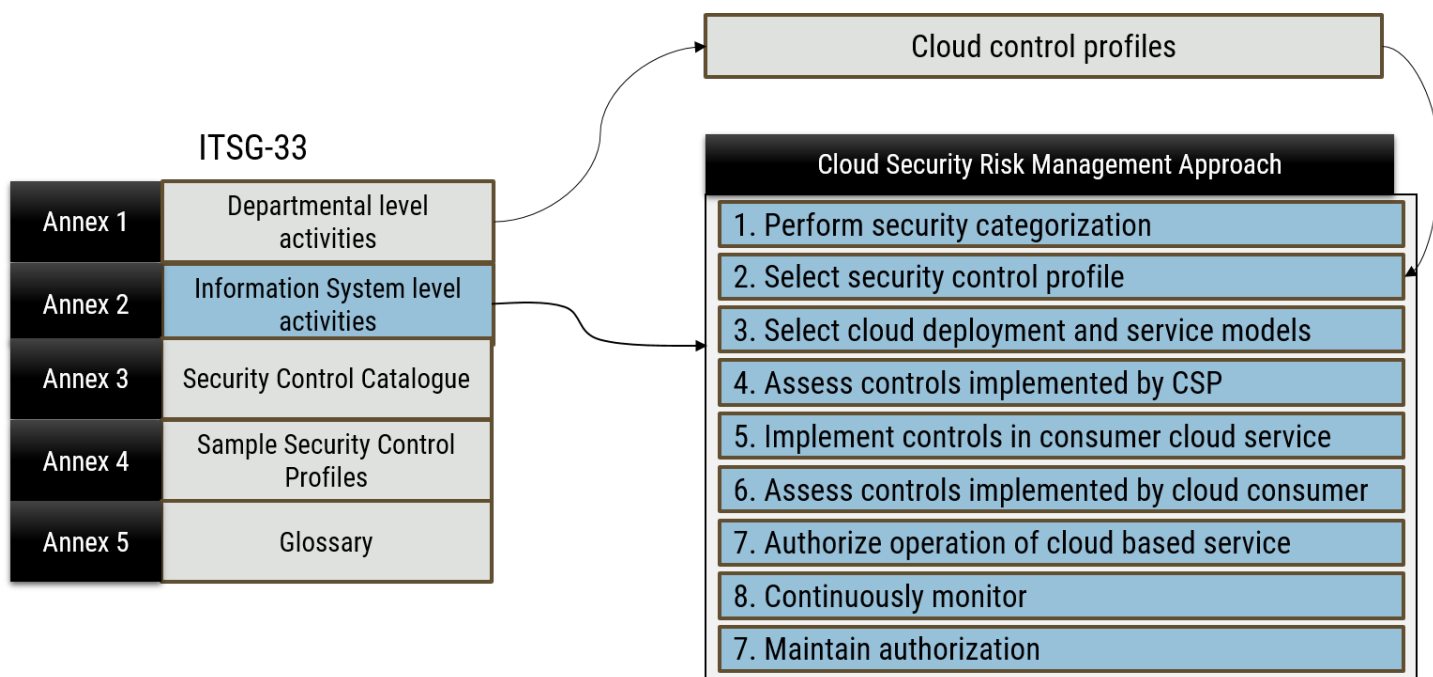 Cloud control profiles
ITSG-33
Annex 1
Departmental level
activities
Annex 2
Information System level
activities
Annex 3
Security Control Catalogue
Annex 4
Sample Security Control
Profiles
Annex 5
Glossary
Cloud Security Risk Management Approach
1. Perform security categorization
2. Select security control profile
3. Select cloud deployment and service models
4. Assess controls implemented by CSP
5. Implement controls in consumer cloud service
6. Assess controls implemented by cloud consumer
7. Authorize operation of cloud based service
8. Continuously monitor
7. Maintain authorization